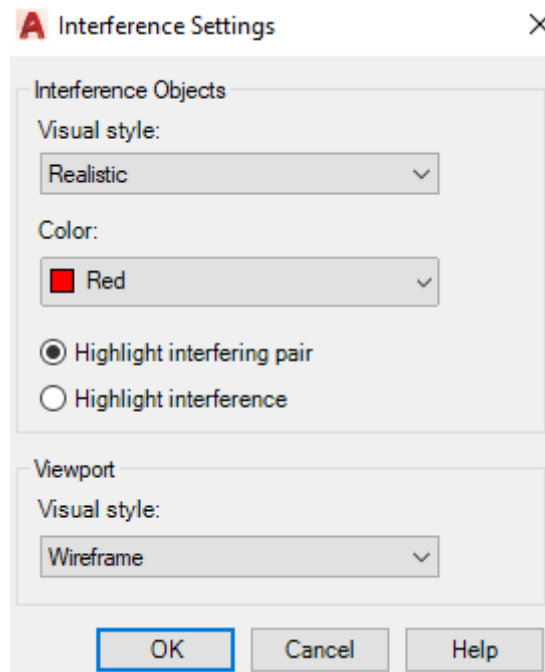 Interference Settings
Interference Objects
Visual style:
Realistic
Color:
Red
Highlight interfering pair
Highlight interference
Viewport
Visual style:
Wireframe
OK Cancel Help